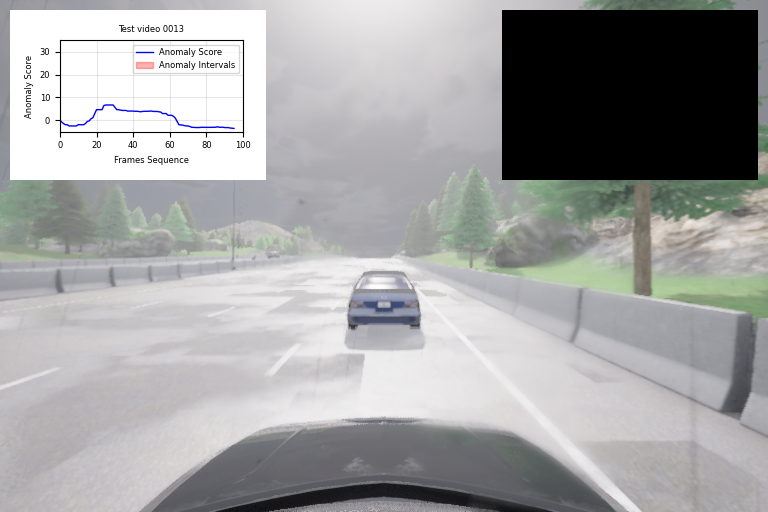 Test video 0013
Anomaly Score
Anomaly Intervals
Anomaly Score
30
20
10
0
0 20 40 60 80 100
Frames Sequence